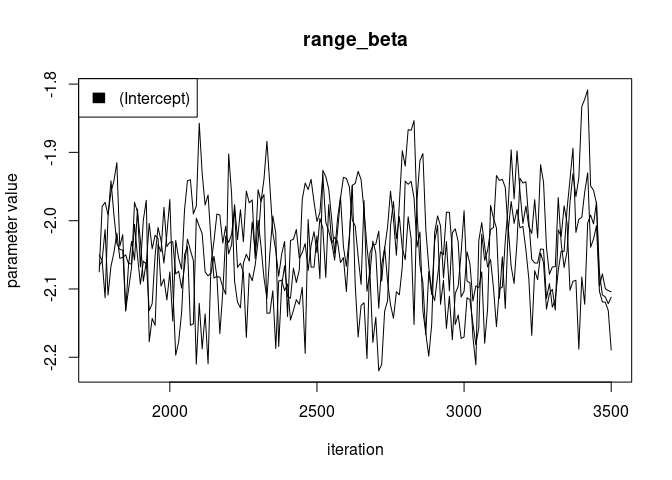 range_beta
(Intercept)
parameter value
-1.8
-1.9
-2.0
-2.1
-2.2
2000 2500 3000 3500
iteration